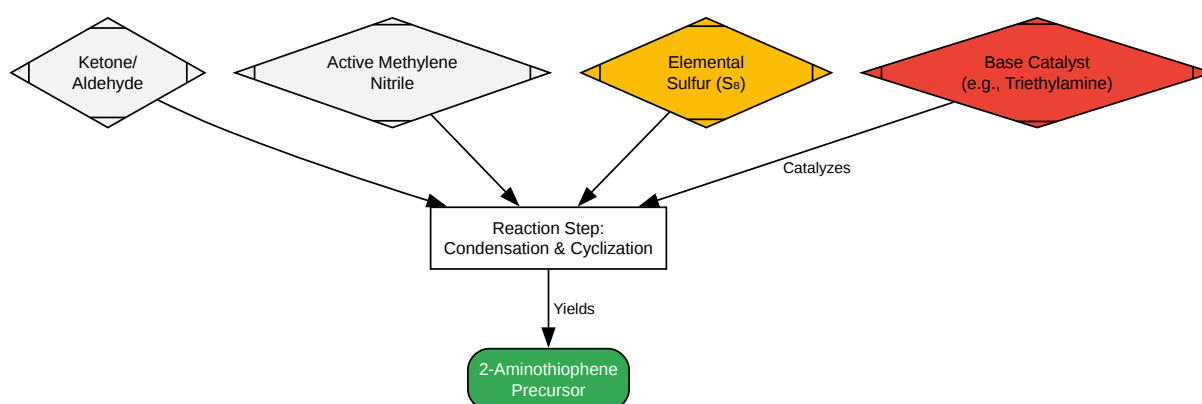 Ketone/
Aldehyde
Active Methylene
Nitrile
Elemental
Sulfur (S₈)
Base Catalyst
(e.g., Triethylamine)
Catalyzes
Reaction Step:
Condensation & Cyclization
Yields
2-Aminothiophene
Precursor